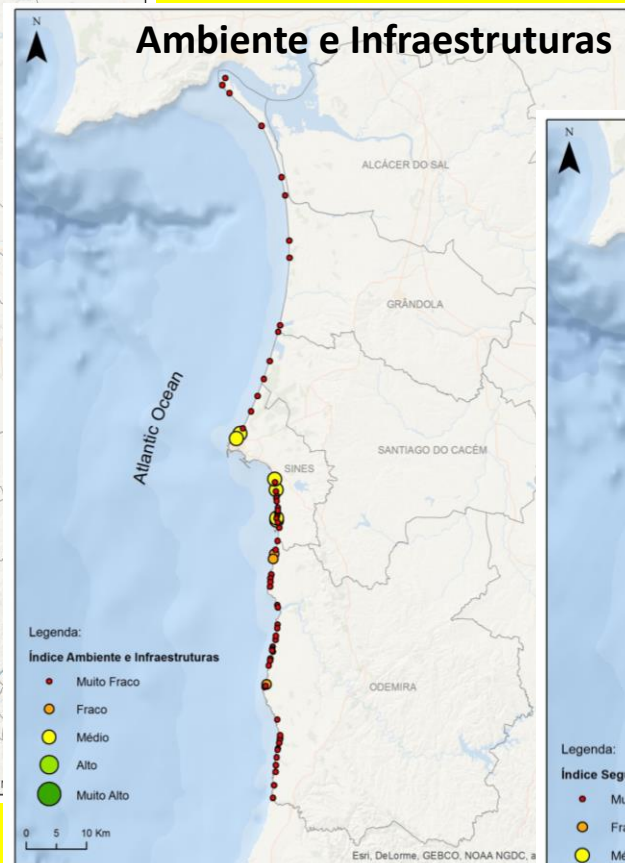 Ambiente e Infraestruturas
N
ALCÁCER DO SAL
GRÂNDOLA
Atlantic Ocean
SANTIAGO DO CACÉM
SINES
ODEMIRA
Legenda:
Índice Ambiente e Infraestruturas
Muito Fraco
Fraco
Médio
Alto
Muito Alto
0 5 10 Km
Esri, DeLorme, GEBCO, NOAA NGDC,
N
Legenda:
Índice